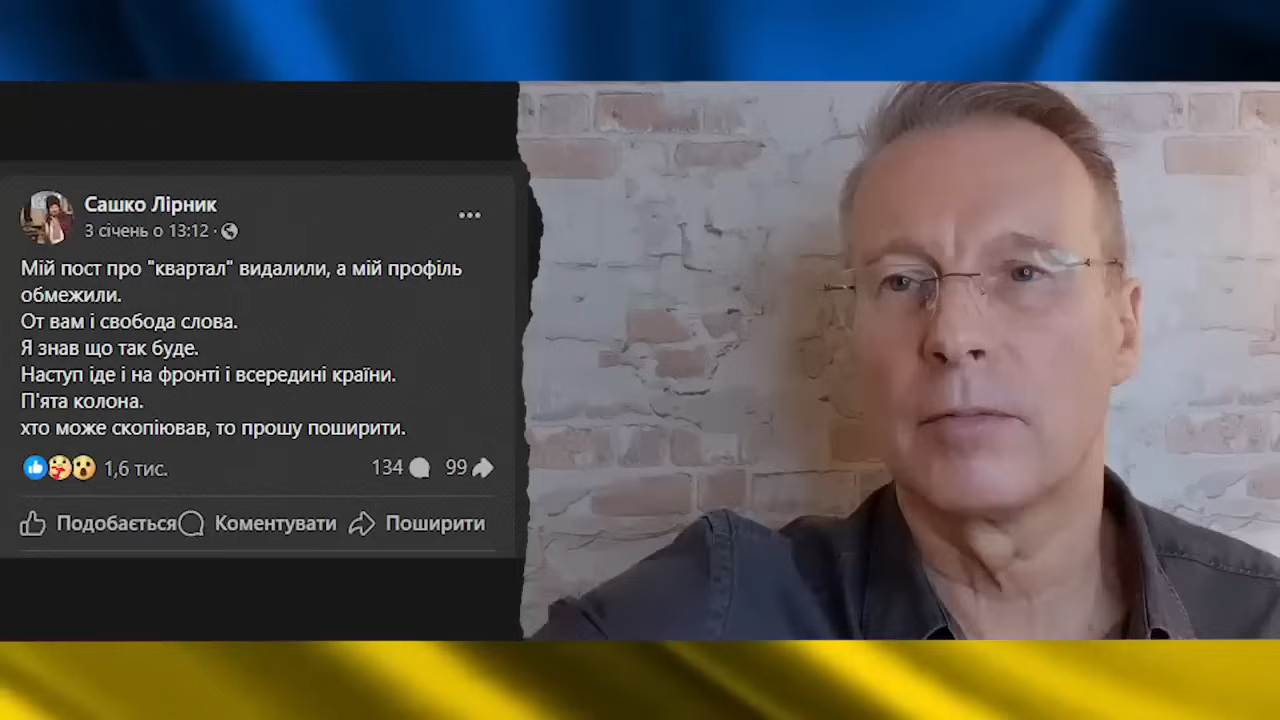 Сашко Лірник
3 січень о 13:12 ·
Мій пост про "квартал" видалили, а мій профіль
обмежили.
От вам і свобода слова.
Я знав що так буде.
Наступ іде і на фронті і всередині країни.
П'ята колона.
хто може скопіював, то прошу поширити.
1,6 тис. 134 99
Подобається Коментувати Поширити